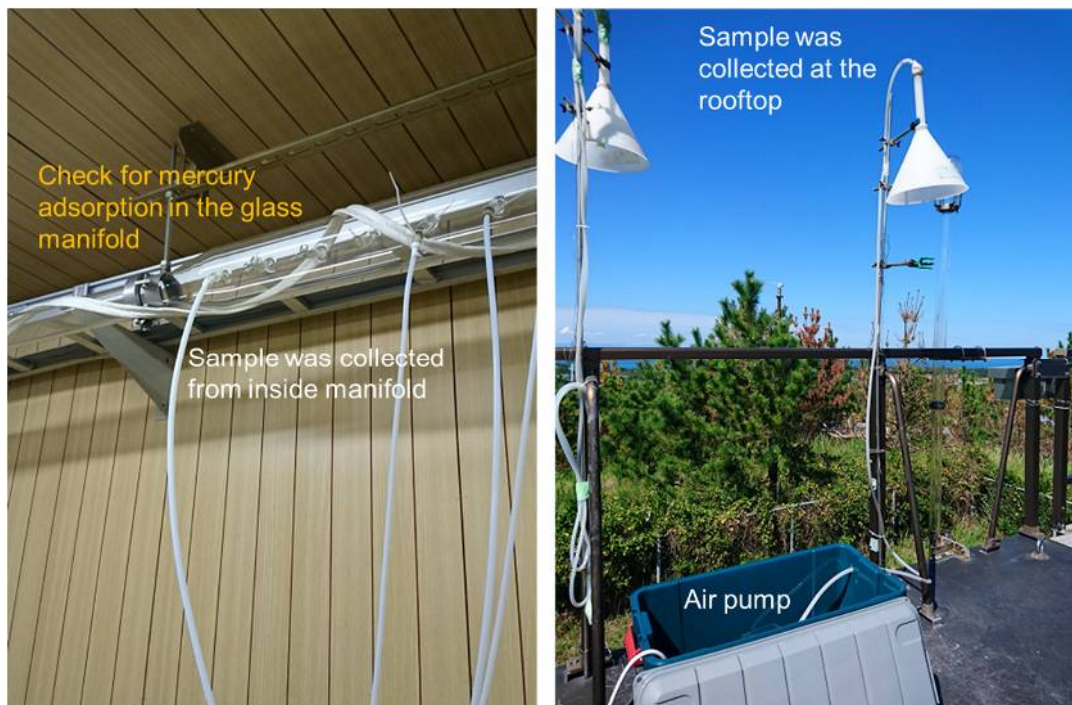 Check for mercury
adsorption in the glass
manifold
Sample was collected
from inside manifold
Sample was
collected at the
rooftop
Air pump